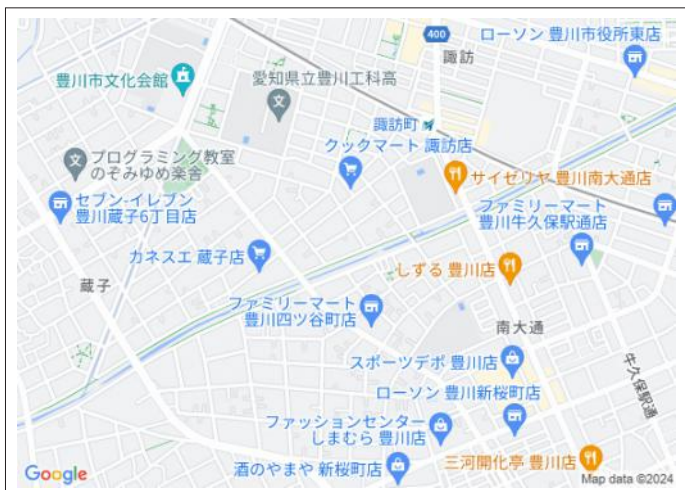 ローソン 豊川市役所東店
400
諏訪
豊川市文化会館
愛知県立豊川工科高
文
諏訪町
クックマート 諏訪店
文
プログラミング教室
のぞみゆめ楽舎
サイゼリヤ 豊川南大通店
セブン-イレブン
豊川蔵子6丁目店
ファミリーマート
豊川牛久保駅通店
カネスエ 蔵子店
しずる 豊川店
蔵子
ファミリーマート
豊川四ツ谷町店
南大通
スポーツデポ 豊川店
牛久保駅通
ローソン 豊川新桜町店
ファッションセンター
しまむら 豊川店
酒のやまや 新桜町店
三河開化亭 豊川店
Google
Map data ©2024